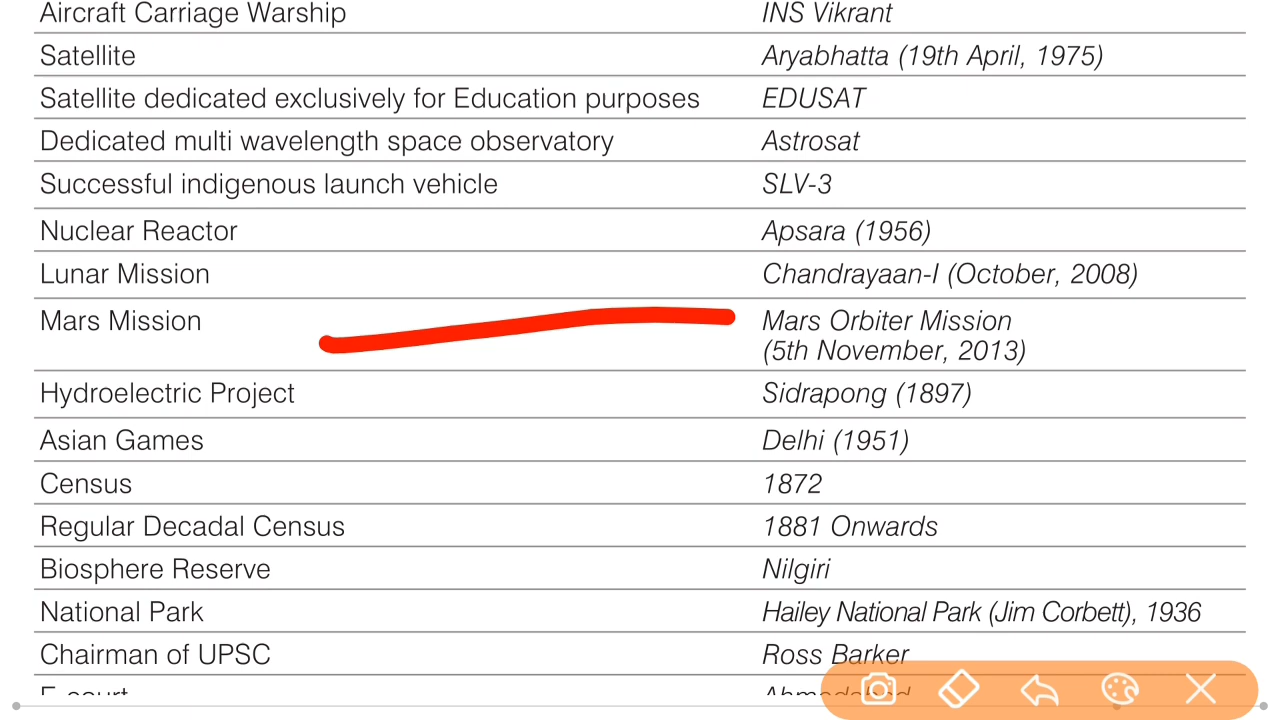 Aircraft Carriage Warship INS Vikrant
Satellite Aryabhatta (19th April, 1975)
Satellite dedicated exclusively for Education purposes EDUSAT
Dedicated multi wavelength space observatory Astrosat
Successful indigenous launch vehicle SLV-3
Nuclear Reactor Apsara (1956)
Lunar Mission Chandrayaan-I (October, 2008)
Mars Mission Mars Orbiter Mission
(5th November, 2013)
Hydroelectric Project Sidrapong (1897)
Asian Games Delhi (1951)
Census 1872
Regular Decadal Census 1881 Onwards
Biosphere Reserve Nilgiri
National Park Hailey National Park (Jim Corbett), 1936
Chairman of UPSC Ross Barker
E-court Ahmedabad